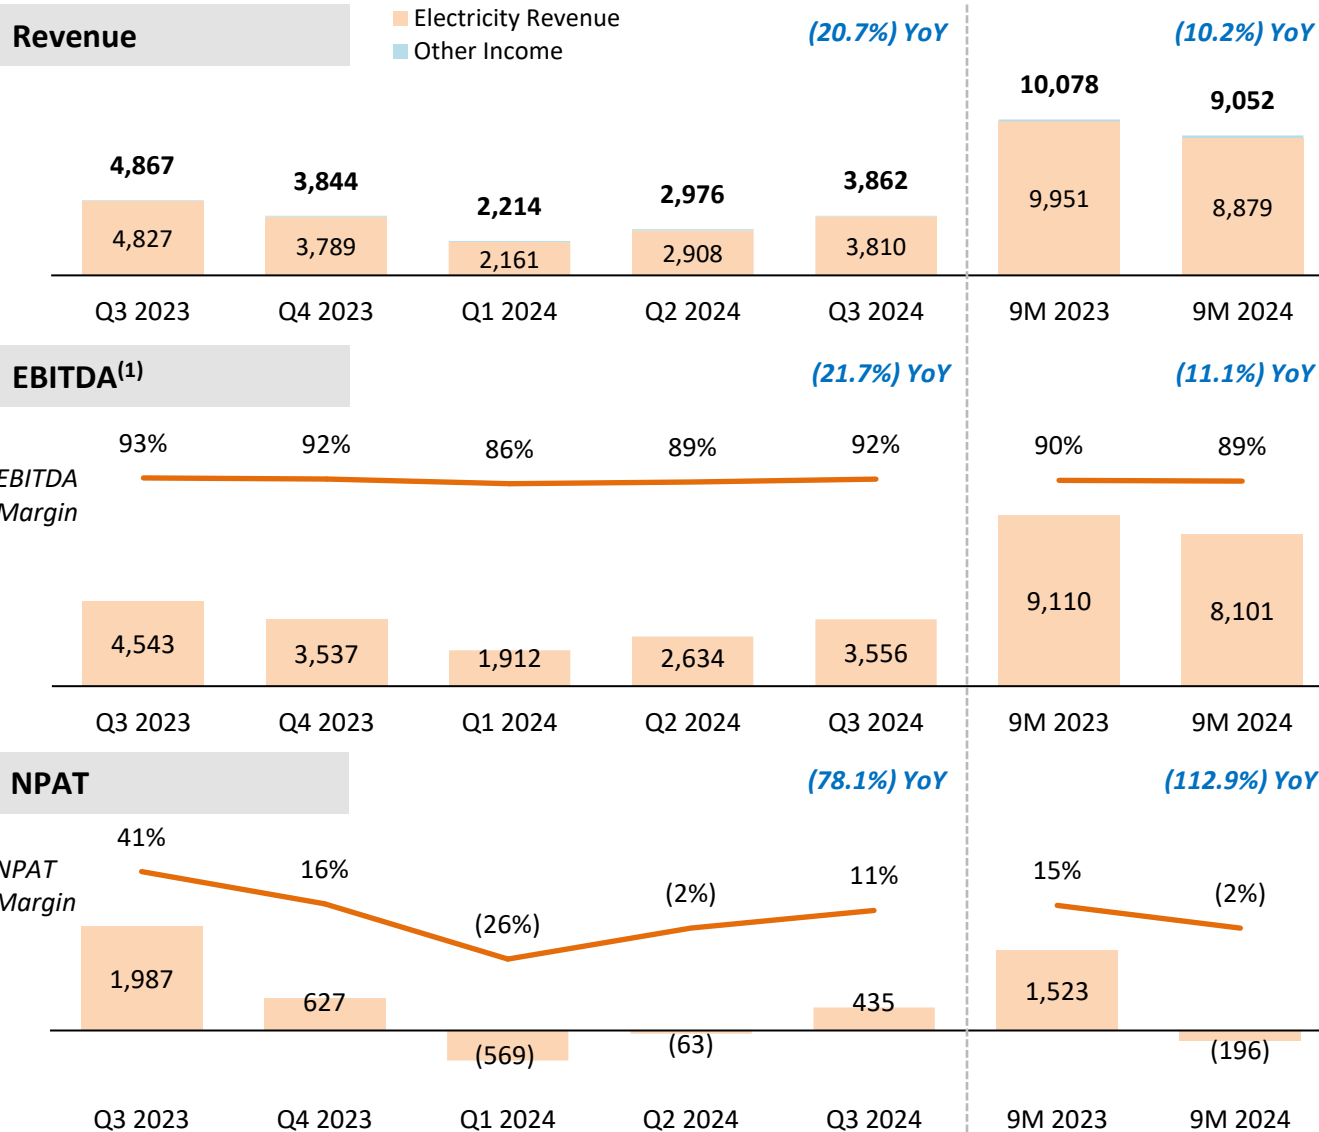 Revenue
Electricity Revenue
Other Income
(20.7%) YoY
(10.2%) YoY
4,867
3,844
2,214
2,976
3,862
10,078
9,052
4,827
3,789
2,161
2,908
3,810
9,951
8,879
Q3 2023
Q4 2023
Q1 2024
Q2 2024
Q3 2024
9M 2023
9M 2024
EBITDA(1)
(21.7%) YoY
(11.1%) YoY
EBITDA
Margin
93%
92%
86%
89%
92%
90%
89%
4,543
3,537
1,912
2,634
3,556
9,110
8,101
Q3 2023
Q4 2023
Q1 2024
Q2 2024
Q3 2024
9M 2023
9M 2024
NPAT
(78.1%) YoY
(112.9%) YoY
NPAT
Margin
41%
16%
(26%)
(2%)
11%
15%
(2%)
1,987
627
(569)
(63)
435
1,523
(196)
Q3 2023
Q4 2023
Q1 2024
Q2 2024
Q3 2024
9M 2023
9M 2024